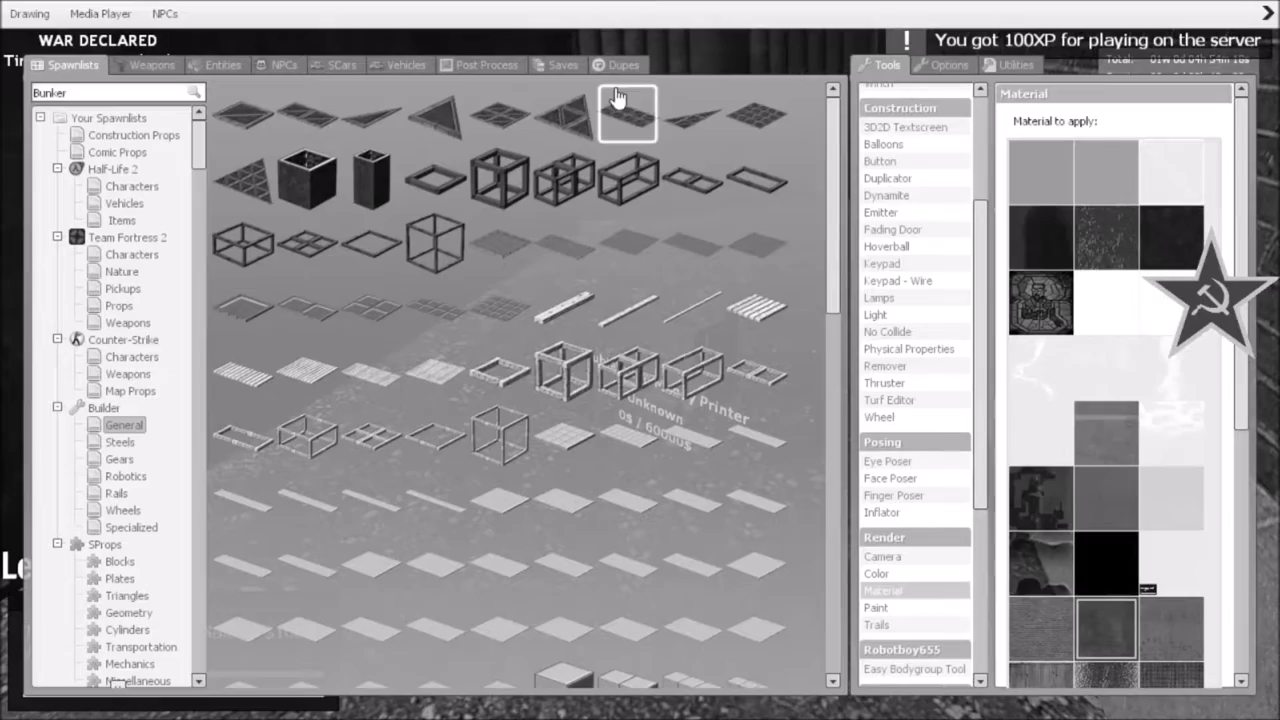 Drawing Media Player NPCs
WAR DECLARED
! You got 100XP for playing on the server
Spawnlists Weapons Entities NPCs SCars Vehicles Post Process Saves Dupes
Tools Options Utilities
Bunker
Your Spawnlists
Construction Props
Comic Props
Half-Life 2
Characters
Vehicles
Items
Team Fortress 2
Characters
Nature
Pickups
Props
Weapons
Counter-Strike
Characters
Weapons
Map Props
Builder
General
Steels
Gears
Robotics
Rails
Wheels
Specialized
SProps
Blocks
Plates
Triangles
Geometry
Cylinders
Transportation
Mechanics
Miscellaneous
Printer
Unknown
0$ / 60000$
Construction
3D2D Textscreen
Balloons
Button
Duplicator
Dynamite
Emitter
Fading Door
Hoverball
Keypad
Keypad - Wire
Lamps
Light
No Collide
Physical Properties
Remover
Thruster
Turf Editor
Wheel
Posing
Eye Poser
Face Poser
Finger Poser
Inflator
Render
Camera
Color
Material
Paint
Trails
Robotboy655
Easy Bodygroup Tool
Material
Material to apply: